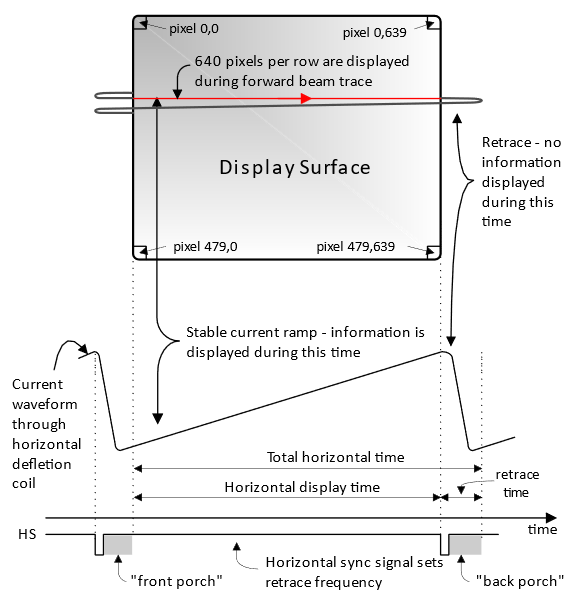 pixel 0,0
pixel 0,639
640 pixels per row are displayed
during forward beam trace
Retrace - no
information
displayed
during this
time
Display Surface
pixel 479,0
pixel 479,639
Stable current ramp - information is
displayed during this time
Current
waveform
through
horizontal
defletion
coil
Total horizontal time
Horizontal display time
retrace
time
time
HS
"front porch"
Horizontal sync signal sets
retrace frequency
"back porch"